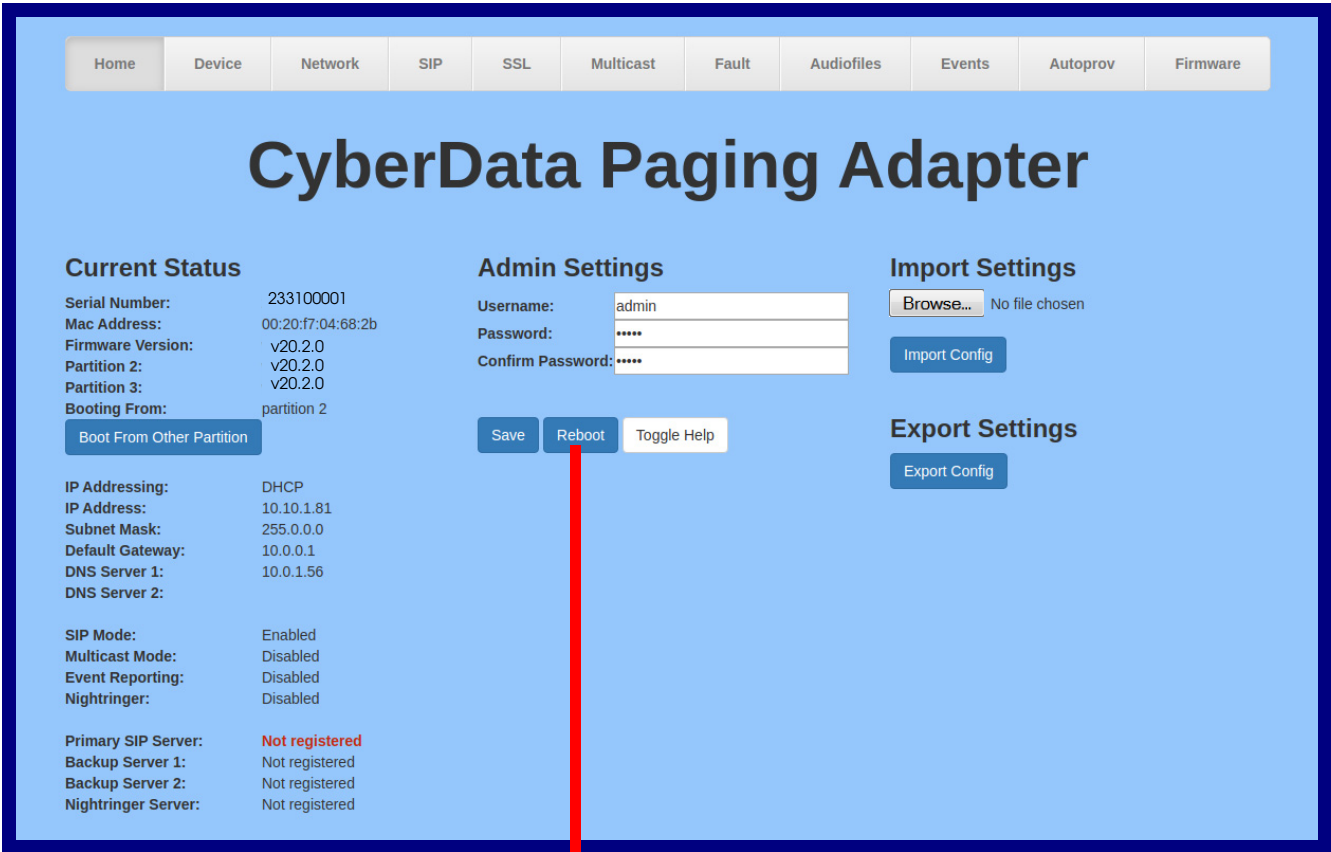 Home Device Network SIP SSL Multicast Fault Audiofiles Events Autoprov Firmware
CyberData Paging Adapter
Current Status
Serial Number: 233100001
Mac Address: 00:20:f7:04:68:2b
Firmware Version: v20.2.0
Partition 2: v20.2.0
Partition 3: v20.2.0
Booting From: partition 2
Boot From Other Partition
IP Addressing: DHCP
IP Address: 10.10.1.81
Subnet Mask: 255.0.0.0
Default Gateway: 10.0.0.1
DNS Server 1: 10.0.1.56
DNS Server 2:
SIP Mode: Enabled
Multicast Mode: Disabled
Event Reporting: Disabled
Nightringer: Disabled
Primary SIP Server: Not registered
Backup Server 1: Not registered
Backup Server 2: Not registered
Nightringer Server: Not registered
Admin Settings
Username: admin
Password: •••••
Confirm Password: •••••
Save Reboot Toggle Help
Import Settings
Browse... No file chosen
Import Config
Export Settings
Export Config